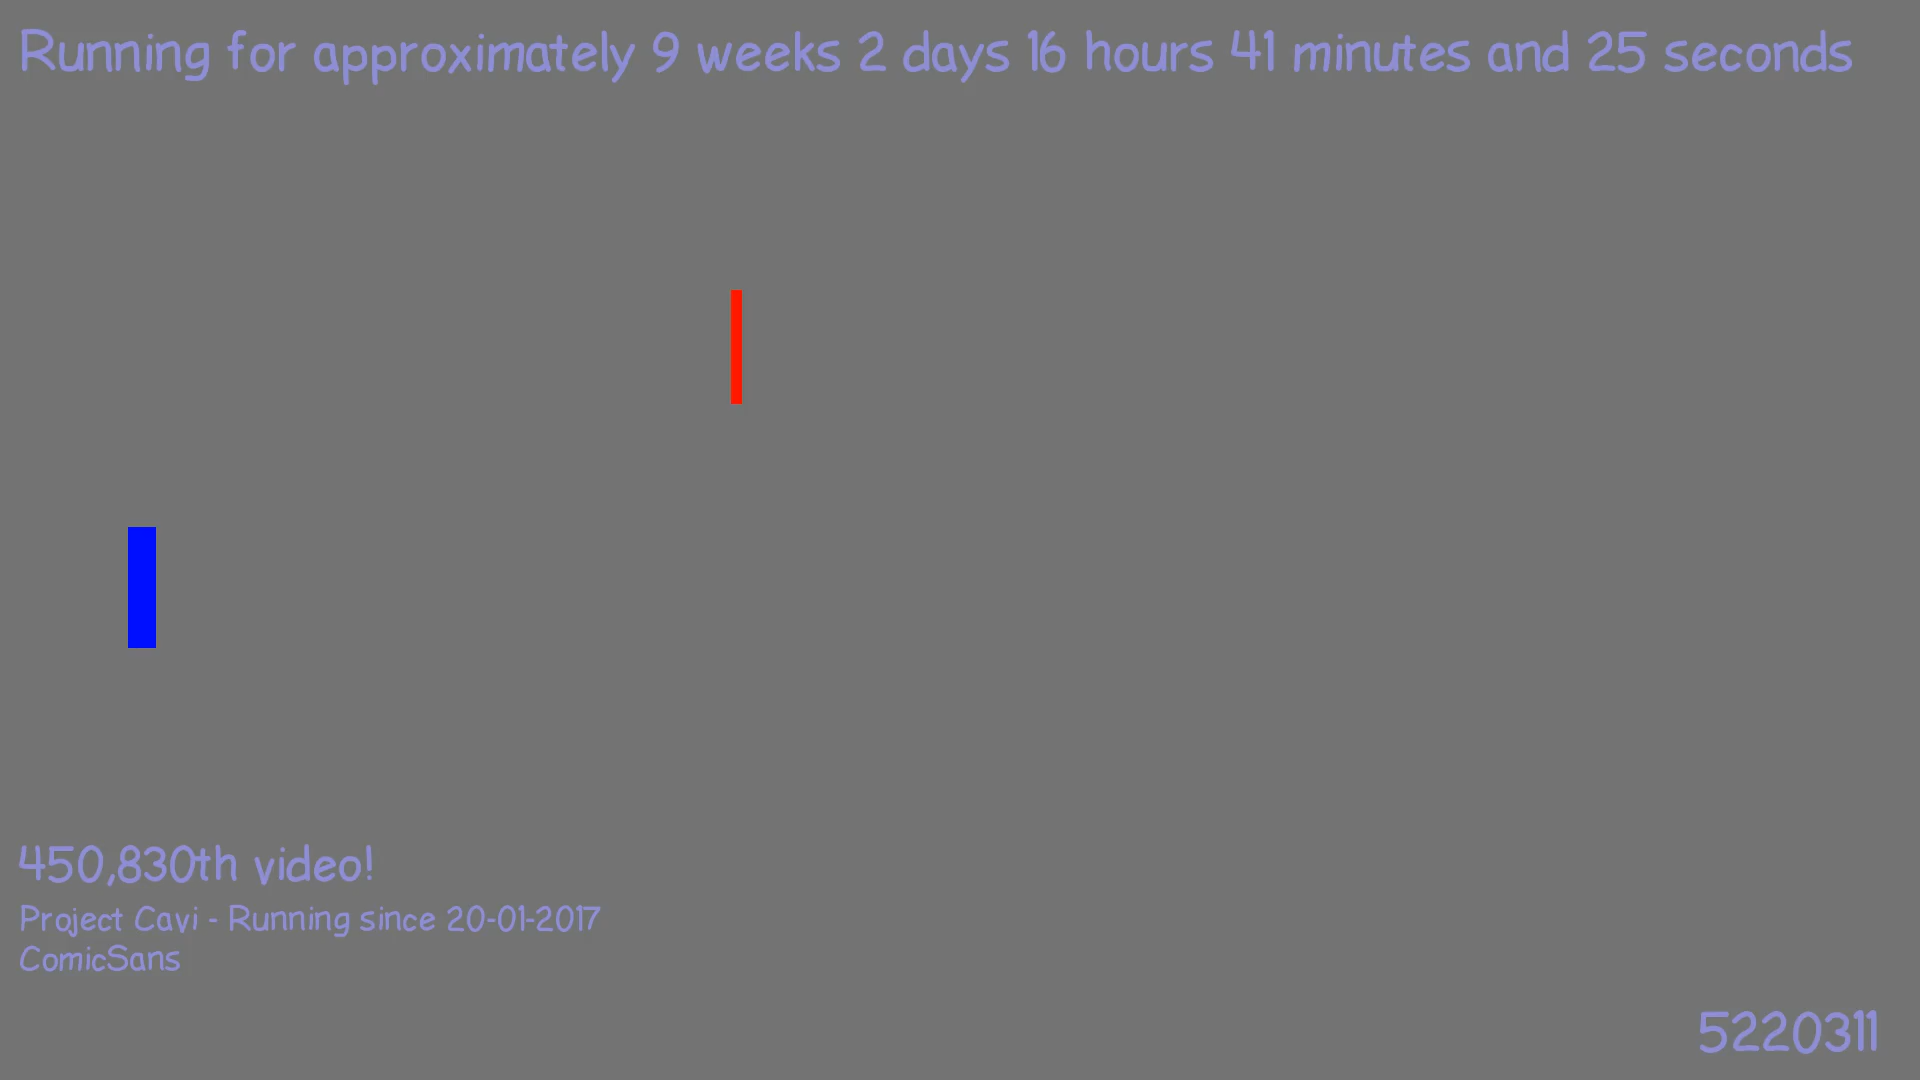 Running for approximately 9 weeks 2 days 16 hours 41 minutes and 25 seconds
450,830th video!
Project Cavi - Running since 20-01-2017
ComicSans
5220311